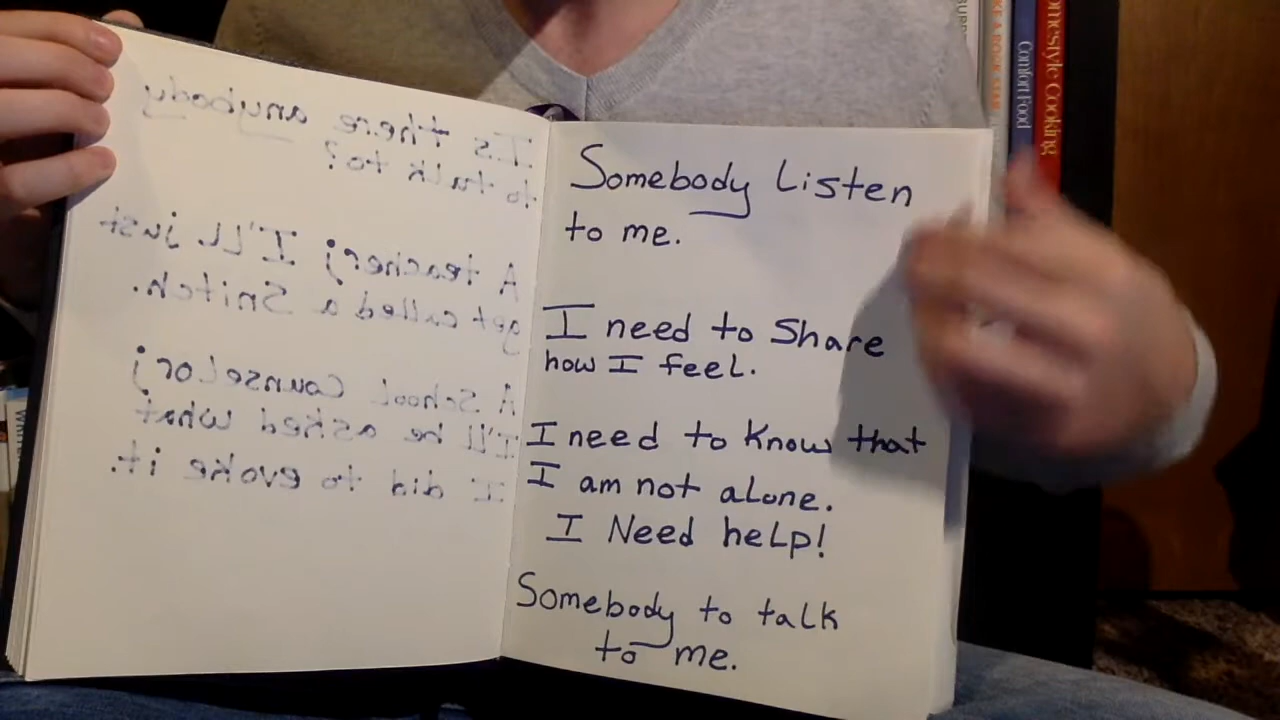 Is there anybody
to talk to?
A teacher; I'll just
get called a Snitch.
A School Counselor;
I'll be asked what
I did to evoke it.
Somebody Listen
to me.
I need to Share
how I feel.
I need to Know that
I am not alone.
I Need help!
Somebody to talk
to me.
Comfort Food
omestyle Cooking